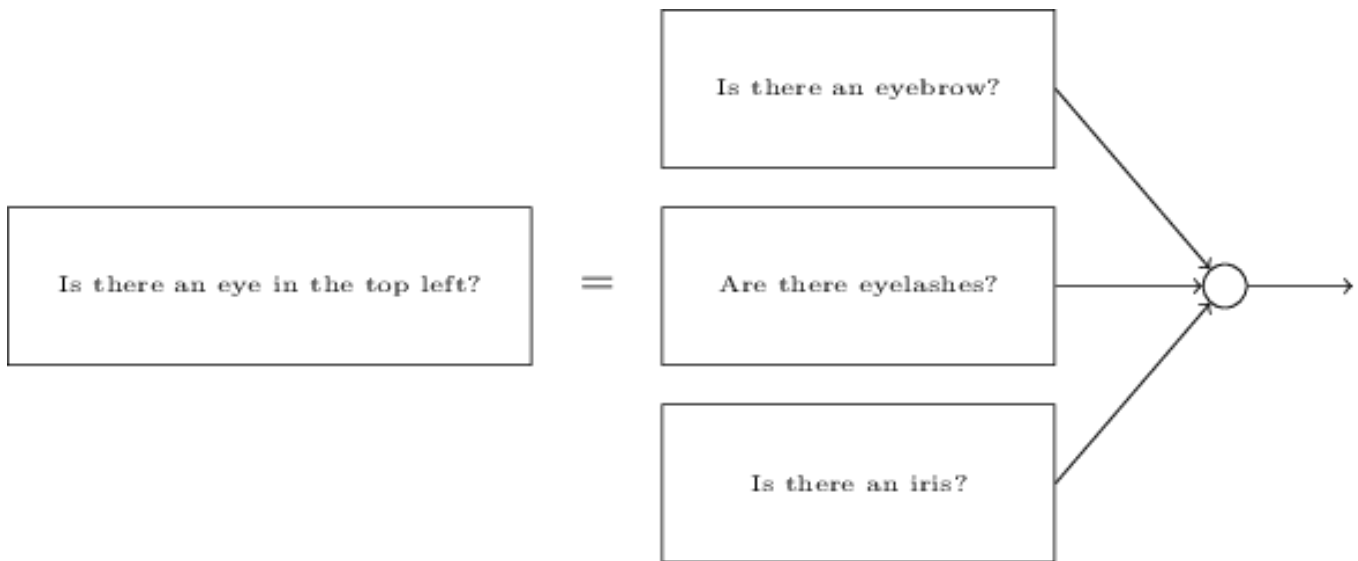 Is there an eyebrow?
Is there an eye in the top left?
=
Are there eyelashes?
Is there an iris?